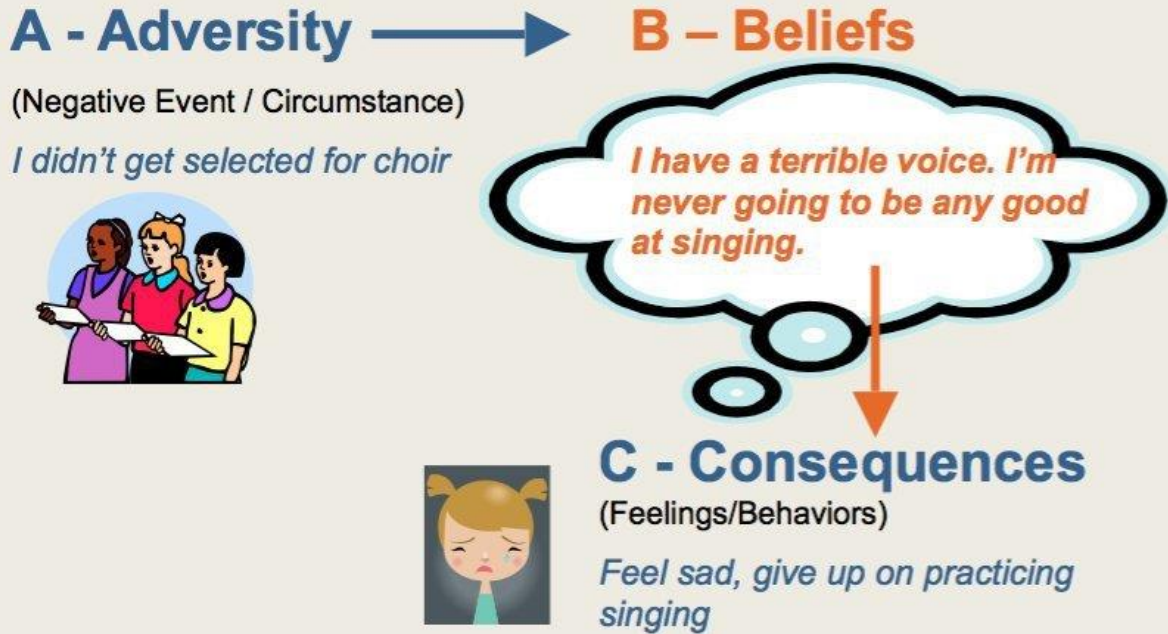 A - Adversity
B – Beliefs
(Negative Event / Circumstance)
I didn't get selected for choir
I have a terrible voice. I'm
never going to be any good
at singing.
C - Consequences
(Feelings/Behaviors)
Feel sad, give up on practicing
singing